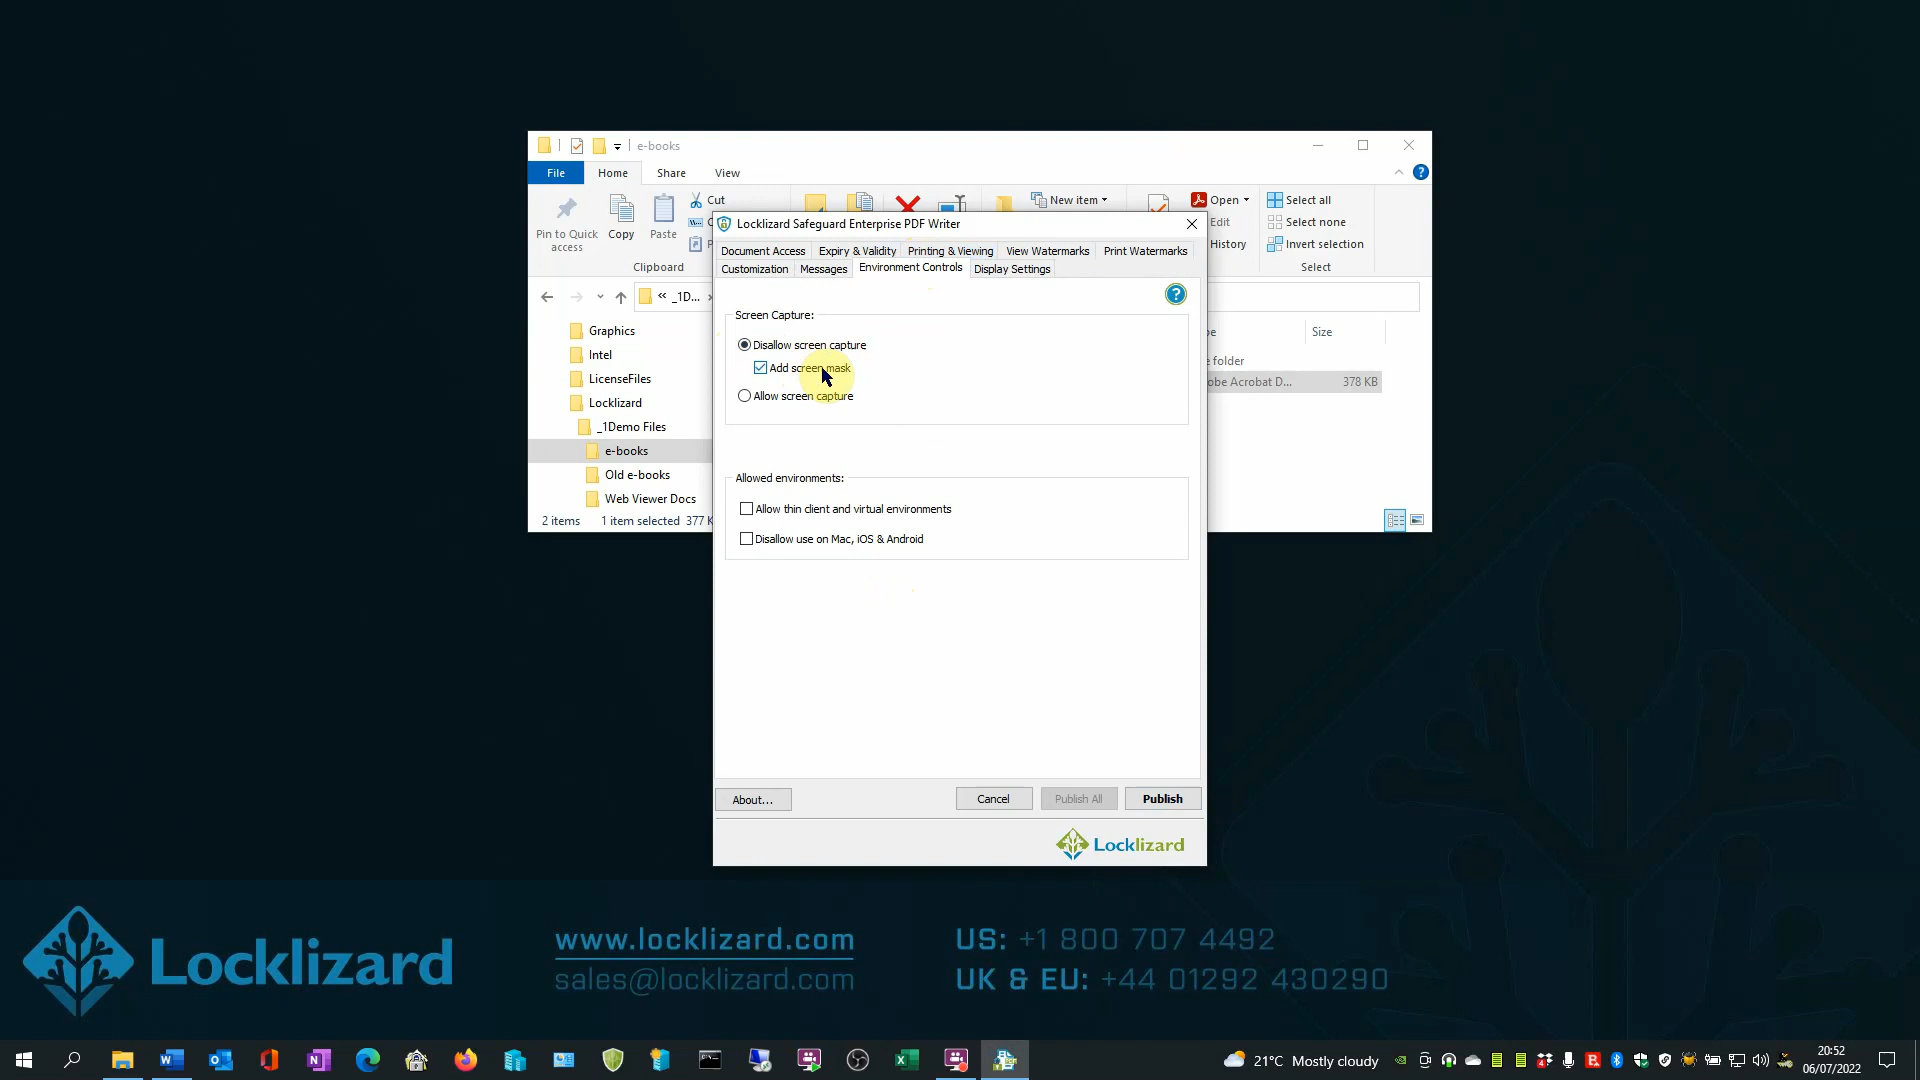 e-books
File Home Share View
Pin to Quick access
Copy
Paste
Cut
Clipboard
New item
Open
Edit
History
Select all
Select none
Invert selection
Select
« _1D...
Size
Graphics
Intel
LicenseFiles
Locklizard
_1Demo Files
e-books
Old e-books
Web Viewer Docs
folder
378 KB
2 items 1 item selected 377 K
Locklizard Safeguard Enterprise PDF Writer
Document Access Expiry & Validity Printing & Viewing View Watermarks Print Watermarks
Customization Messages Environment Controls Display Settings
?
Screen Capture:
Disallow screen capture
Add screen mask
Allow screen capture
Allowed environments:
Allow thin client and virtual environments
Disallow use on Mac, iOS & Android
About... Cancel Publish All Publish
Locklizard
Locklizard
www.locklizard.com
sales@locklizard.com
US: +1 800 707 4492
UK & EU: +44 01292 430290
21°C Mostly cloudy
20:52
06/07/2022